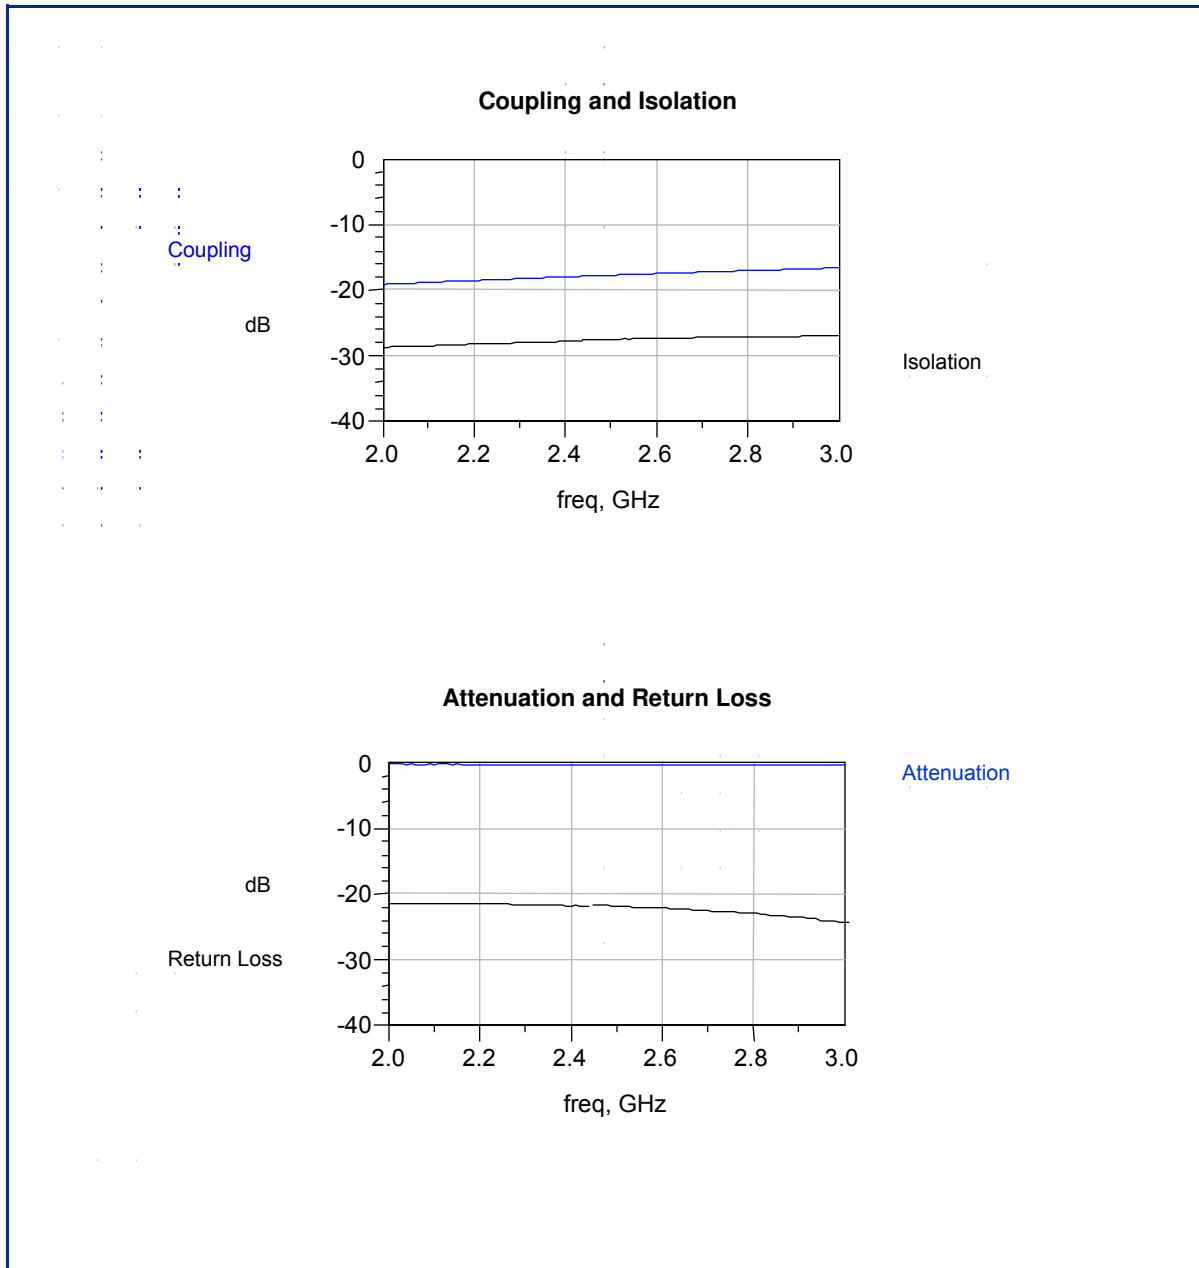 Coupling and Isolation
0
-10
Coupling
-20
dB
-30
Isolation
-40
2.0 2.2 2.4 2.6 2.8 3.0
freq, GHz
Attenuation and Return Loss
0
Attenuation
-10
dB
-20
Return Loss
-30
-40
2.0 2.2 2.4 2.6 2.8 3.0
freq, GHz